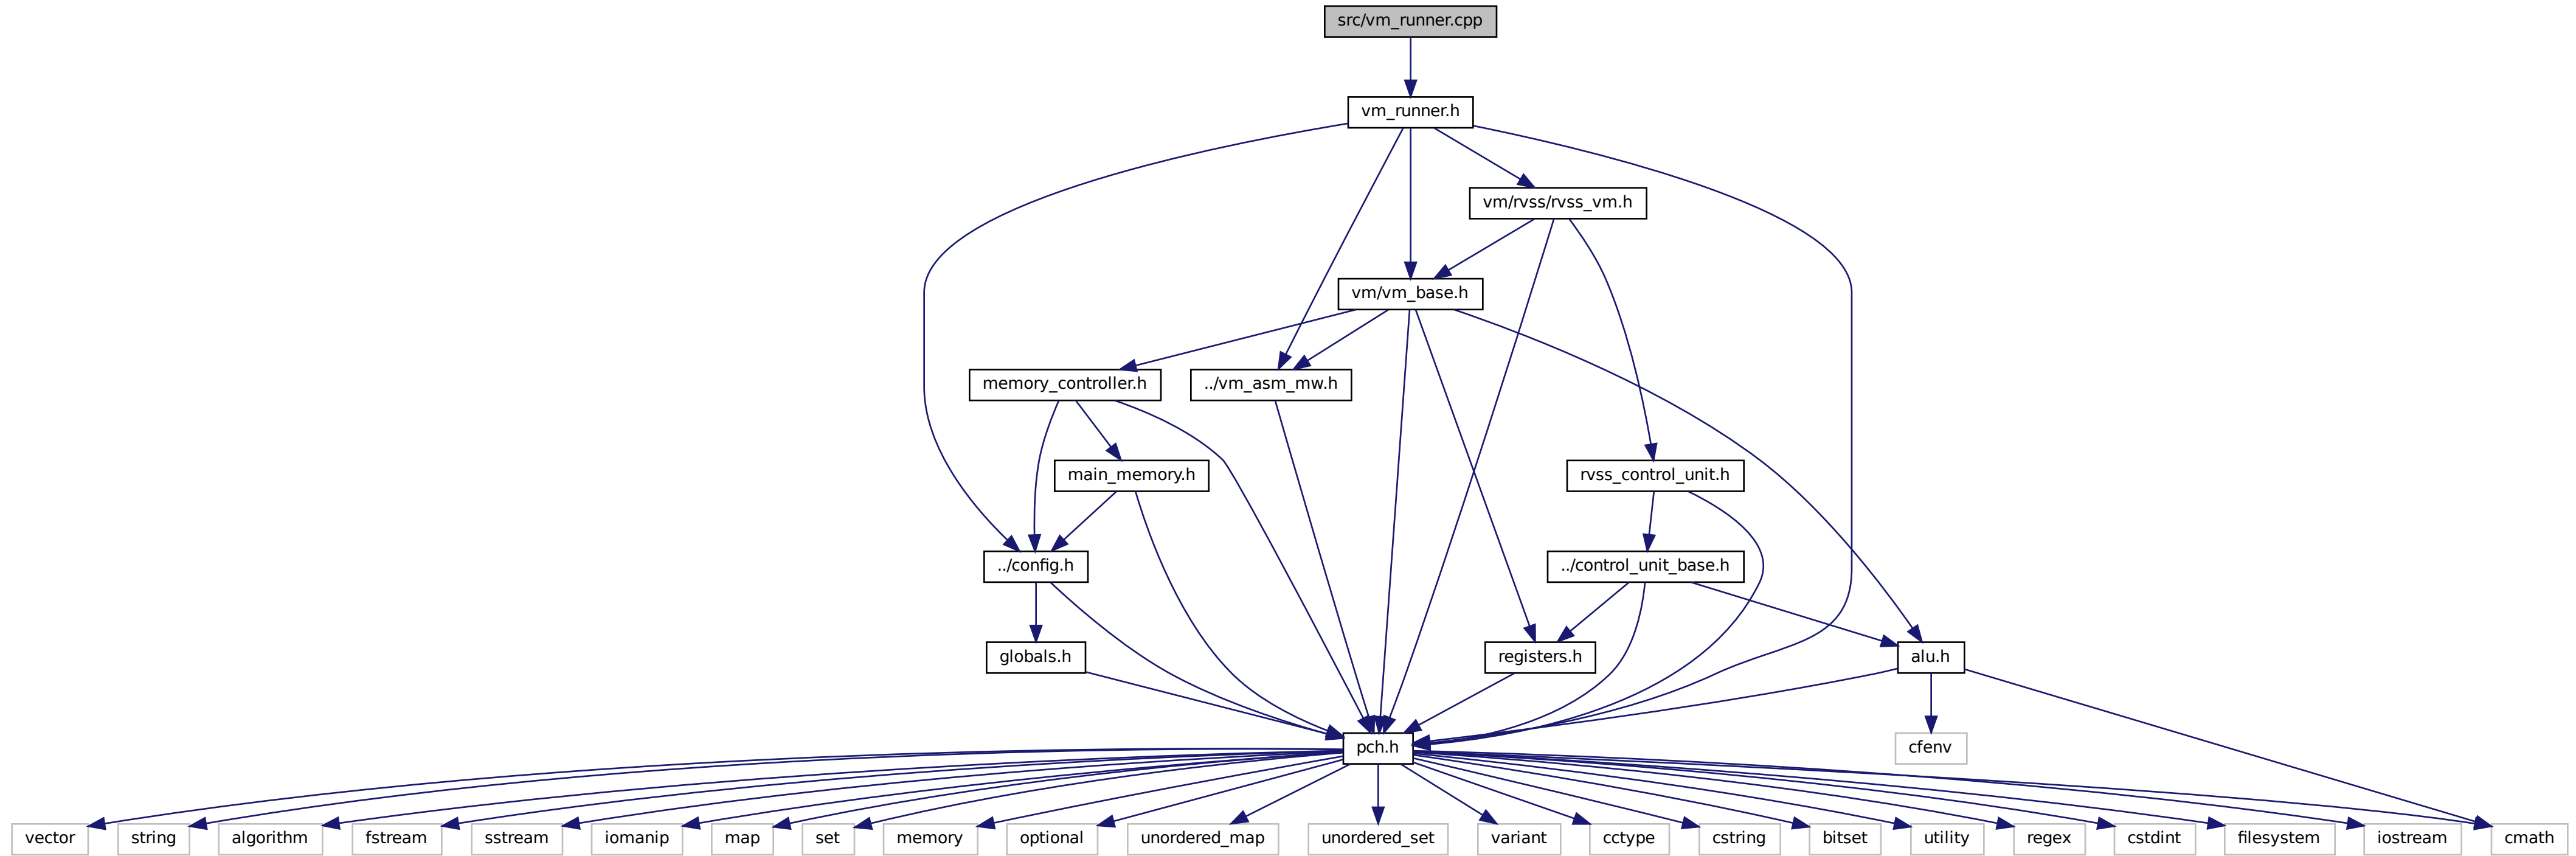 src/vm_runner.cpp
vm_runner.h
vm/rvss/rvss_vm.h
vm/vm_base.h
memory_controller.h
../vm_asm_mw.h
main_memory.h
rvss_control_unit.h
../config.h
../control_unit_base.h
globals.h
registers.h
alu.h
pch.h
cfenv
vector
string
algorithm
fstream
sstream
iomanip
map
set
memory
optional
unordered_map
unordered_set
variant
cctype
cstring
bitset
utility
regex
cstdint
filesystem
iostream
cmath